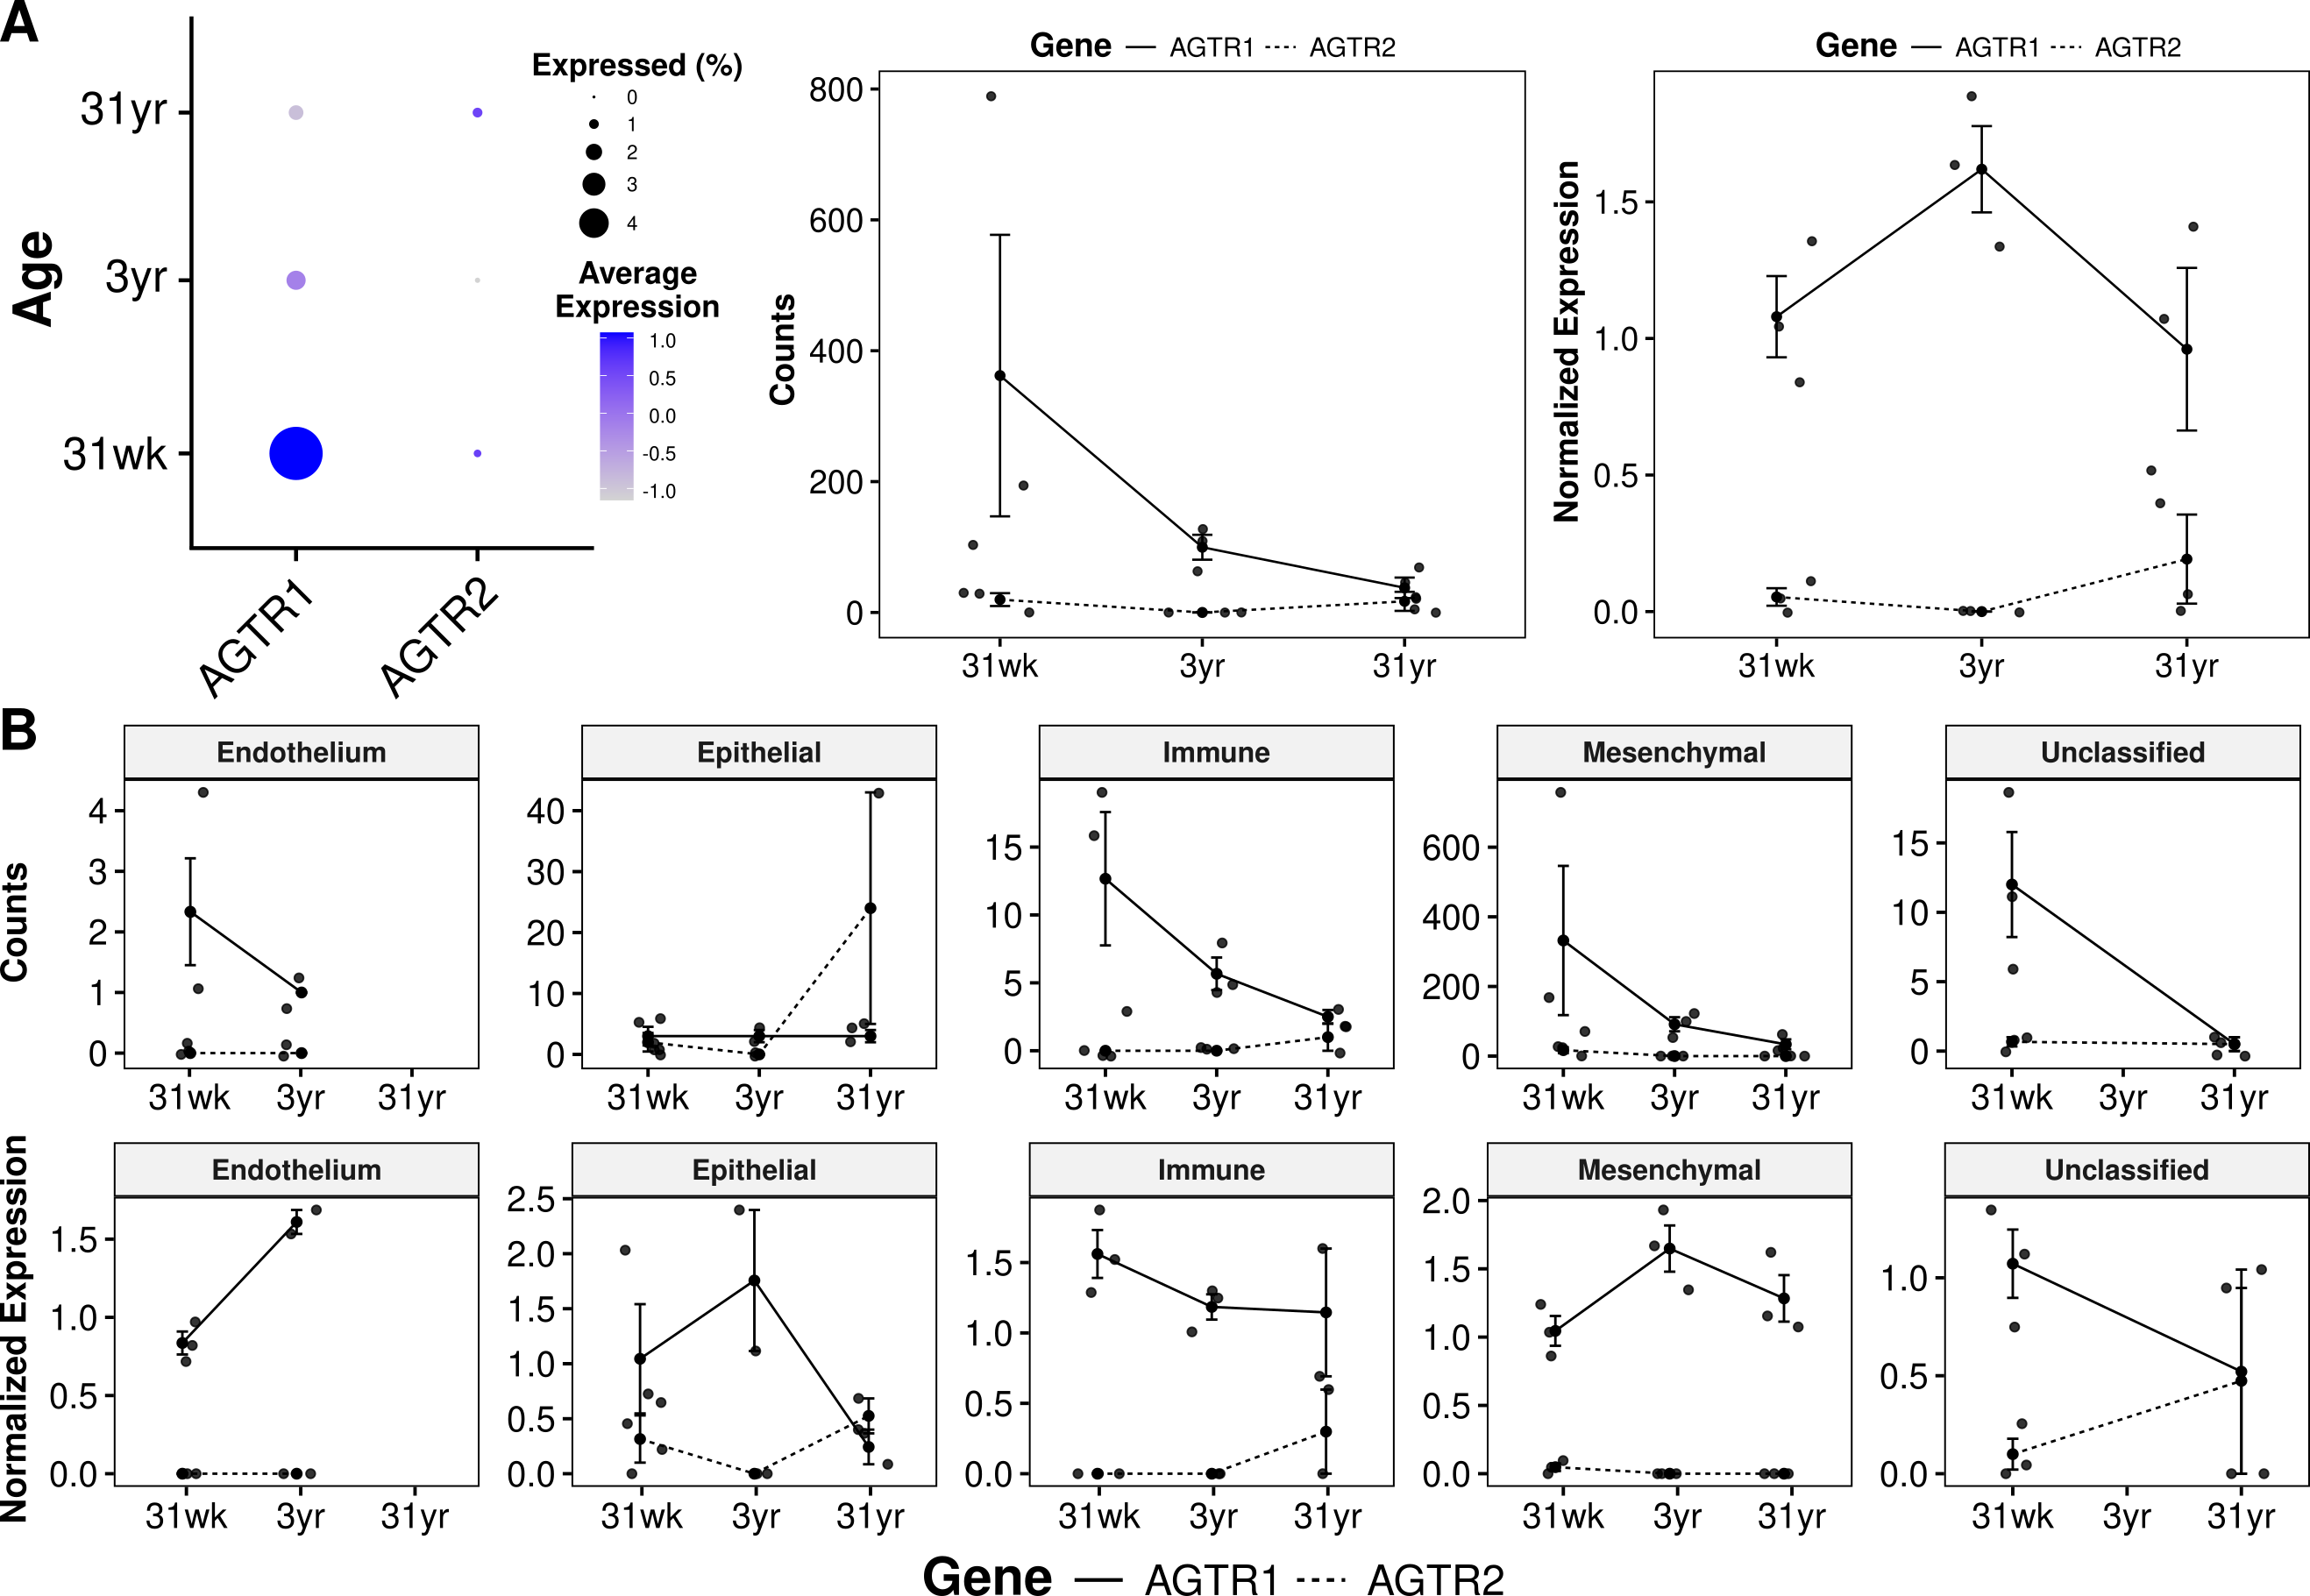 A
Age
31yr
3yr
31wk
AGTR1
AGTR2
Expressed (%)
0
1
2
3
4
Average
Expression
1.0
0.5
0.0
-0.5
-1.0
Gene AGTR1 AGTR2
Counts
800
600
400
200
0
31wk 3yr 31yr
Gene AGTR1 AGTR2
Normalized Expression
1.5
1.0
0.5
0.0
31wk 3yr 31yr
B
Counts
Endothelium
4
3
2
1
0
31wk 3yr 31yr
Epithelial
40
30
20
10
0
31wk 3yr 31yr
Immune
15
10
5
0
31wk 3yr 31yr
Mesenchymal
600
400
200
0
31wk 3yr 31yr
Unclassified
15
10
5
0
31wk 3yr 31yr
Normalized Expression
Endothelium
1.5
1.0
0.5
0.0
31wk 3yr 31yr
Epithelial
2.5
2.0
1.5
1.0
0.5
0.0
31wk 3yr 31yr
Immune
1.5
1.0
0.5
0.0
31wk 3yr 31yr
Mesenchymal
2.0
1.5
1.0
0.5
0.0
31wk 3yr 31yr
Unclassified
1.0
0.5
0.0
31wk 3yr 31yr
Gene AGTR1 AGTR2